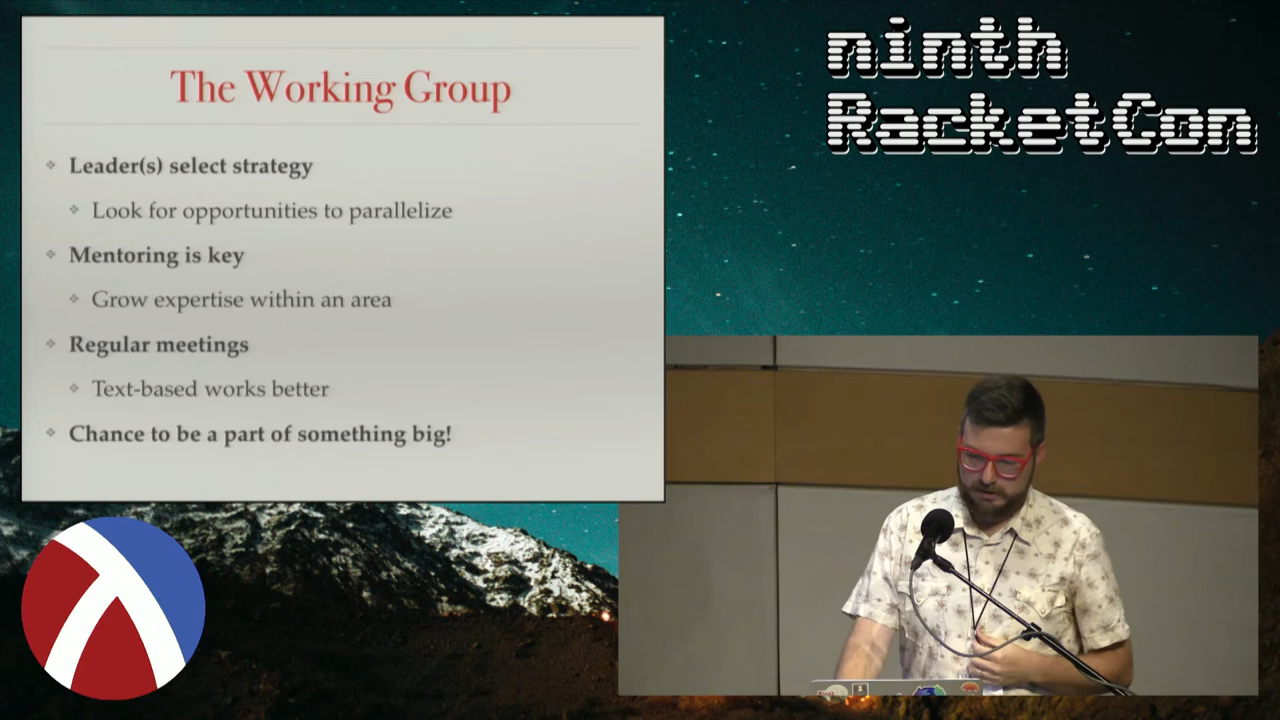 The Working Group
Leader(s) select strategy
Look for opportunities to parallelize
Mentoring is key
Grow expertise within an area
Regular meetings
Text-based works better
Chance to be a part of something big!
ninth
RacketCon